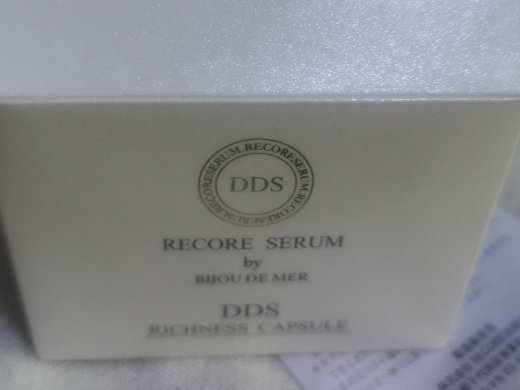 RECORESERUM.RECORESERUM.RECORESERUM.
DDS
RECORE SERUM
by
BIJOU DE MER
DDS
RICHNESS CAPSULE